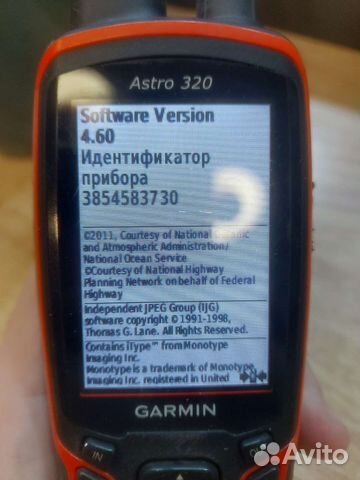 Astro 320
Software Version
4.60
Идентификатор
прибора
3854583730
©2011, Courtesy of National Oceanic
and Atmospheric Administration/
National Ocean Service
©Courtesy of National Highway
Planning Network on behalf of Federal
Highway
Independent JPEG Group (IJG)
software copyright © 1991-1998,
Thomas G. Lane. All Rights Reserved.
Contains iType™ from Monotype
Imaging Inc.
Monotype is a trademark of Monotype
Imaging Inc. registered in United
GARMIN
IN
Avito